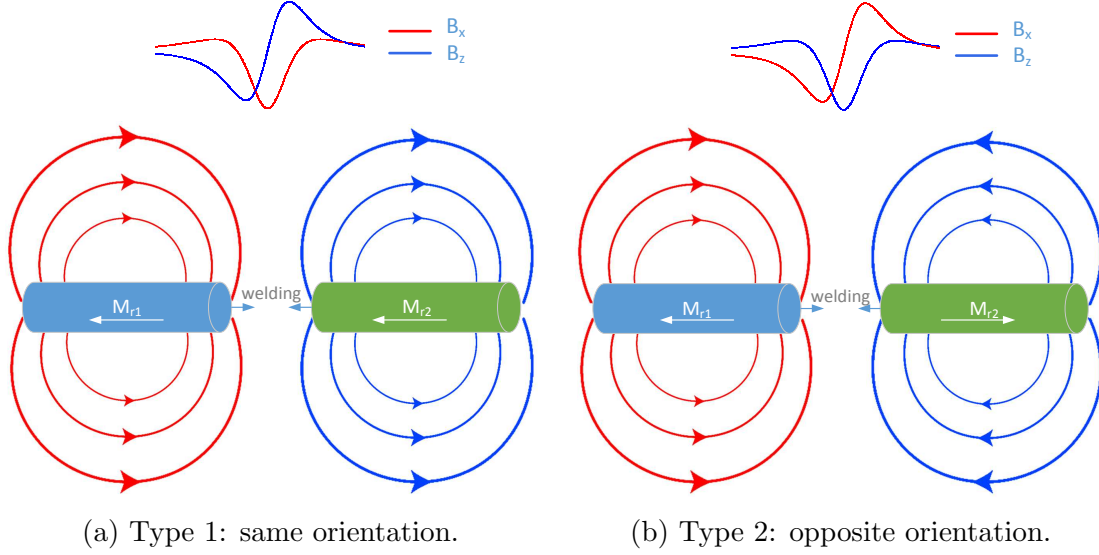 Bx
Bz
Bx
Bz
welding
Mr1
Mr2
welding
Mr1
Mr2
(a) Type 1: same orientation.
(b) Type 2: opposite orientation.